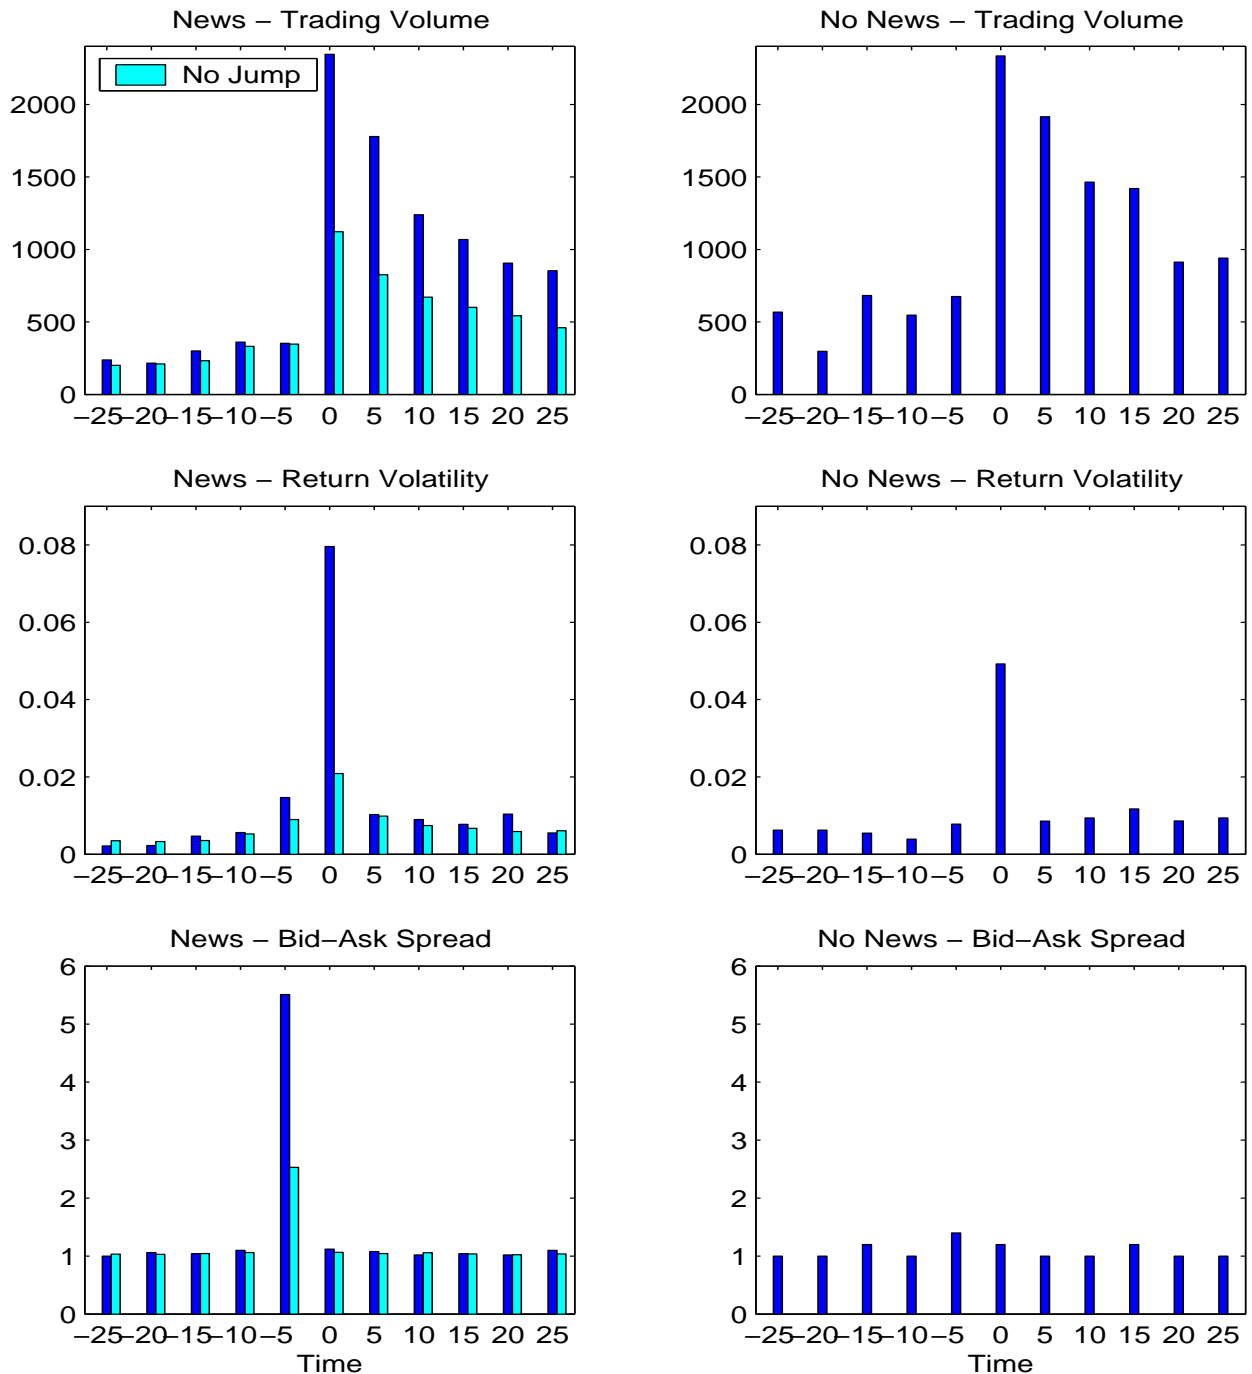 News – Trading Volume
No Jump
2000
1500
1000
500
0
–25 –20 –15 –10 –5 0 5 10 15 20 25
No News – Trading Volume
2000
1500
1000
500
0
–25 –20 –15 –10 –5 0 5 10 15 20 25
News – Return Volatility
0.08
0.06
0.04
0.02
0
–25 –20 –15 –10 –5 0 5 10 15 20 25
No News – Return Volatility
0.08
0.06
0.04
0.02
0
–25 –20 –15 –10 –5 0 5 10 15 20 25
News – Bid–Ask Spread
6
5
4
3
2
1
0
–25 –20 –15 –10 –5 0 5 10 15 20 25
Time
No News – Bid–Ask Spread
6
5
4
3
2
1
0
–25 –20 –15 –10 –5 0 5 10 15 20 25
Time